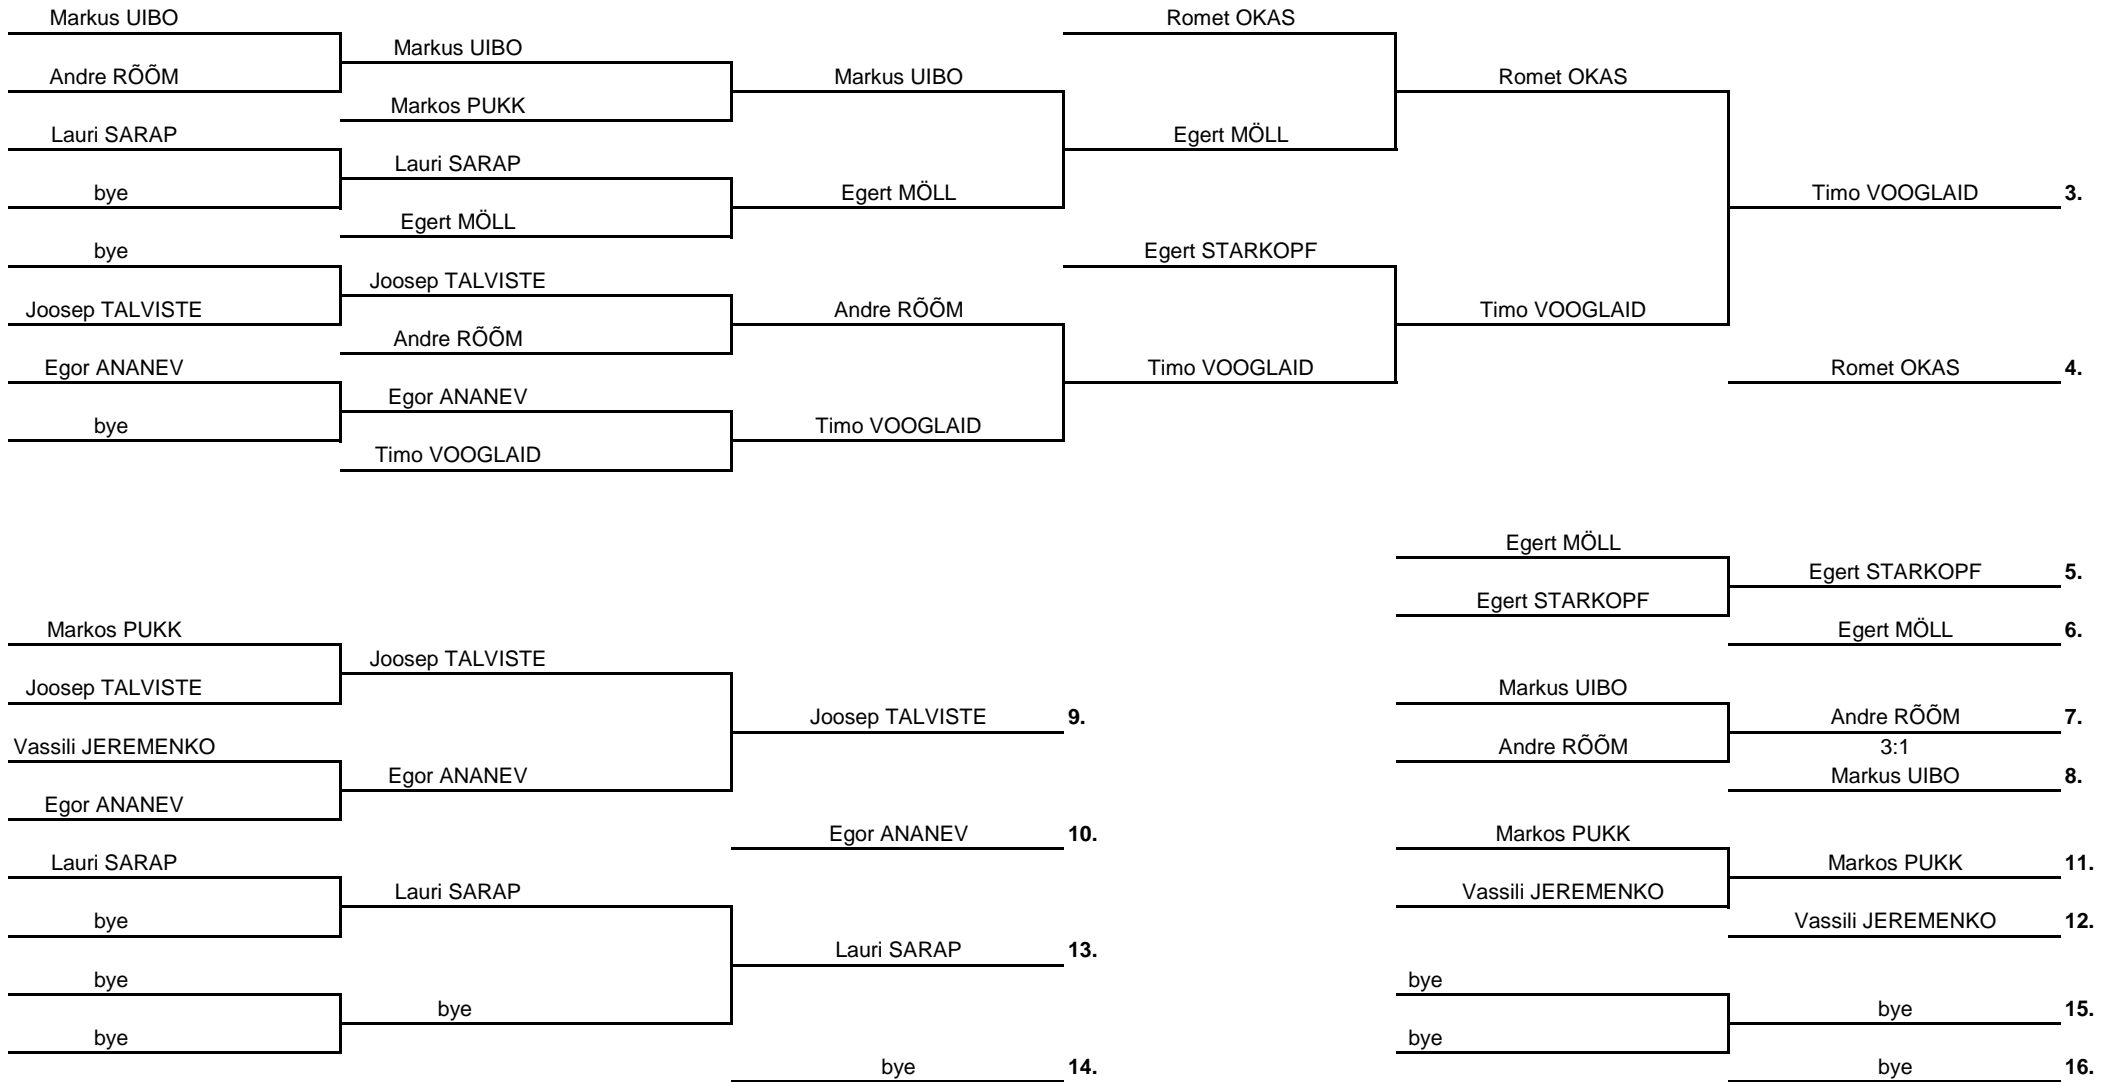 Markus UIBO
Romet OKAS
Markus UIBO
Andre RÕÕM
Markus UIBO
Romet OKAS
Markos PUKK
Lauri SARAP
Egert MÖLL
Lauri SARAP
bye
Egert MÖLL
Timo VOOGLAID 3.
Egert MÖLL
bye
Egert STARKOPF
Joosep TALVISTE
Joosep TALVISTE
Andre RÕÕM
Timo VOOGLAID
Andre RÕÕM
Egor ANANEV
Timo VOOGLAID
Romet OKAS 4.
Egor ANANEV
bye
Timo VOOGLAID
Timo VOOGLAID
Egert MÖLL
Egert STARKOPF 5.
Egert STARKOPF
Markos PUKK
Egert MÖLL 6.
Joosep TALVISTE
Joosep TALVISTE
Markus UIBO
Joosep TALVISTE 9.
Andre RÕÕM 7.
Vassili JEREMENKO
Andre RÕÕM
3:1
Egor ANANEV
Markus UIBO 8.
Egor ANANEV
Egor ANANEV 10.
Markos PUKK
Lauri SARAP
Markos PUKK 11.
Lauri SARAP
Vassili JEREMENKO
bye
Vassili JEREMENKO 12.
Lauri SARAP 13.
bye
bye
bye
bye 15.
bye
bye
bye 14.
bye 16.